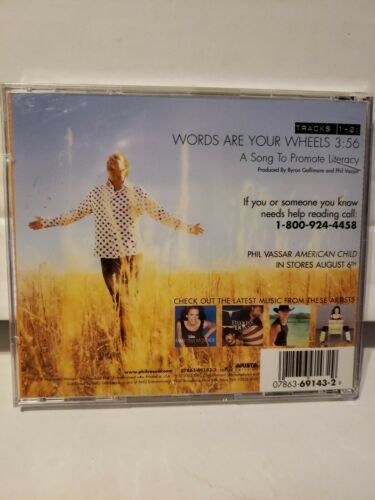 TRACKS [1-2]
WORDS ARE YOUR WHEELS 3:56
A Song To Promote Literacy
Produced By Byron Gallimore and Phil Vassar
If you or someone you know
needs help reading call:
1-800-924-4458
PHIL VASSAR AMERICAN CHILD
IN STORES AUGUST 6TH
CHECK OUT THE LATEST MUSIC FROM THESE ARTISTS
www.philvassar.com
07863-69143-2
ARISTA
07863-69143-2